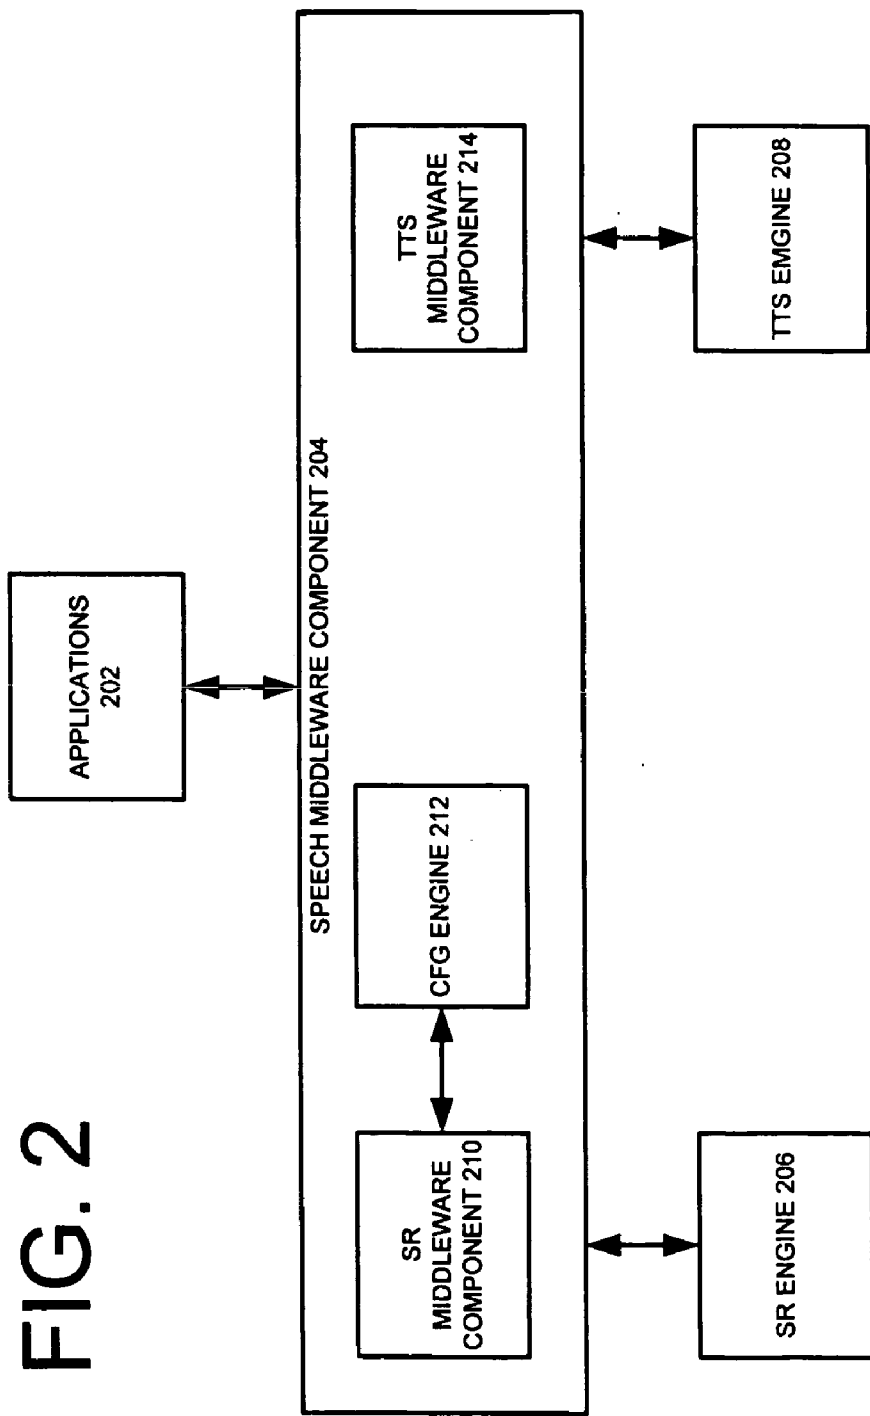 FIG. 2
APPLICATIONS
202
SPEECH MIDDLEWARE COMPONENT 204
SR
MIDDLEWARE
COMPONENT 210
CFG ENGINE 212
TTS
MIDDLEWARE
COMPONENT 214
SR ENGINE 206
TTS EMGINE 208